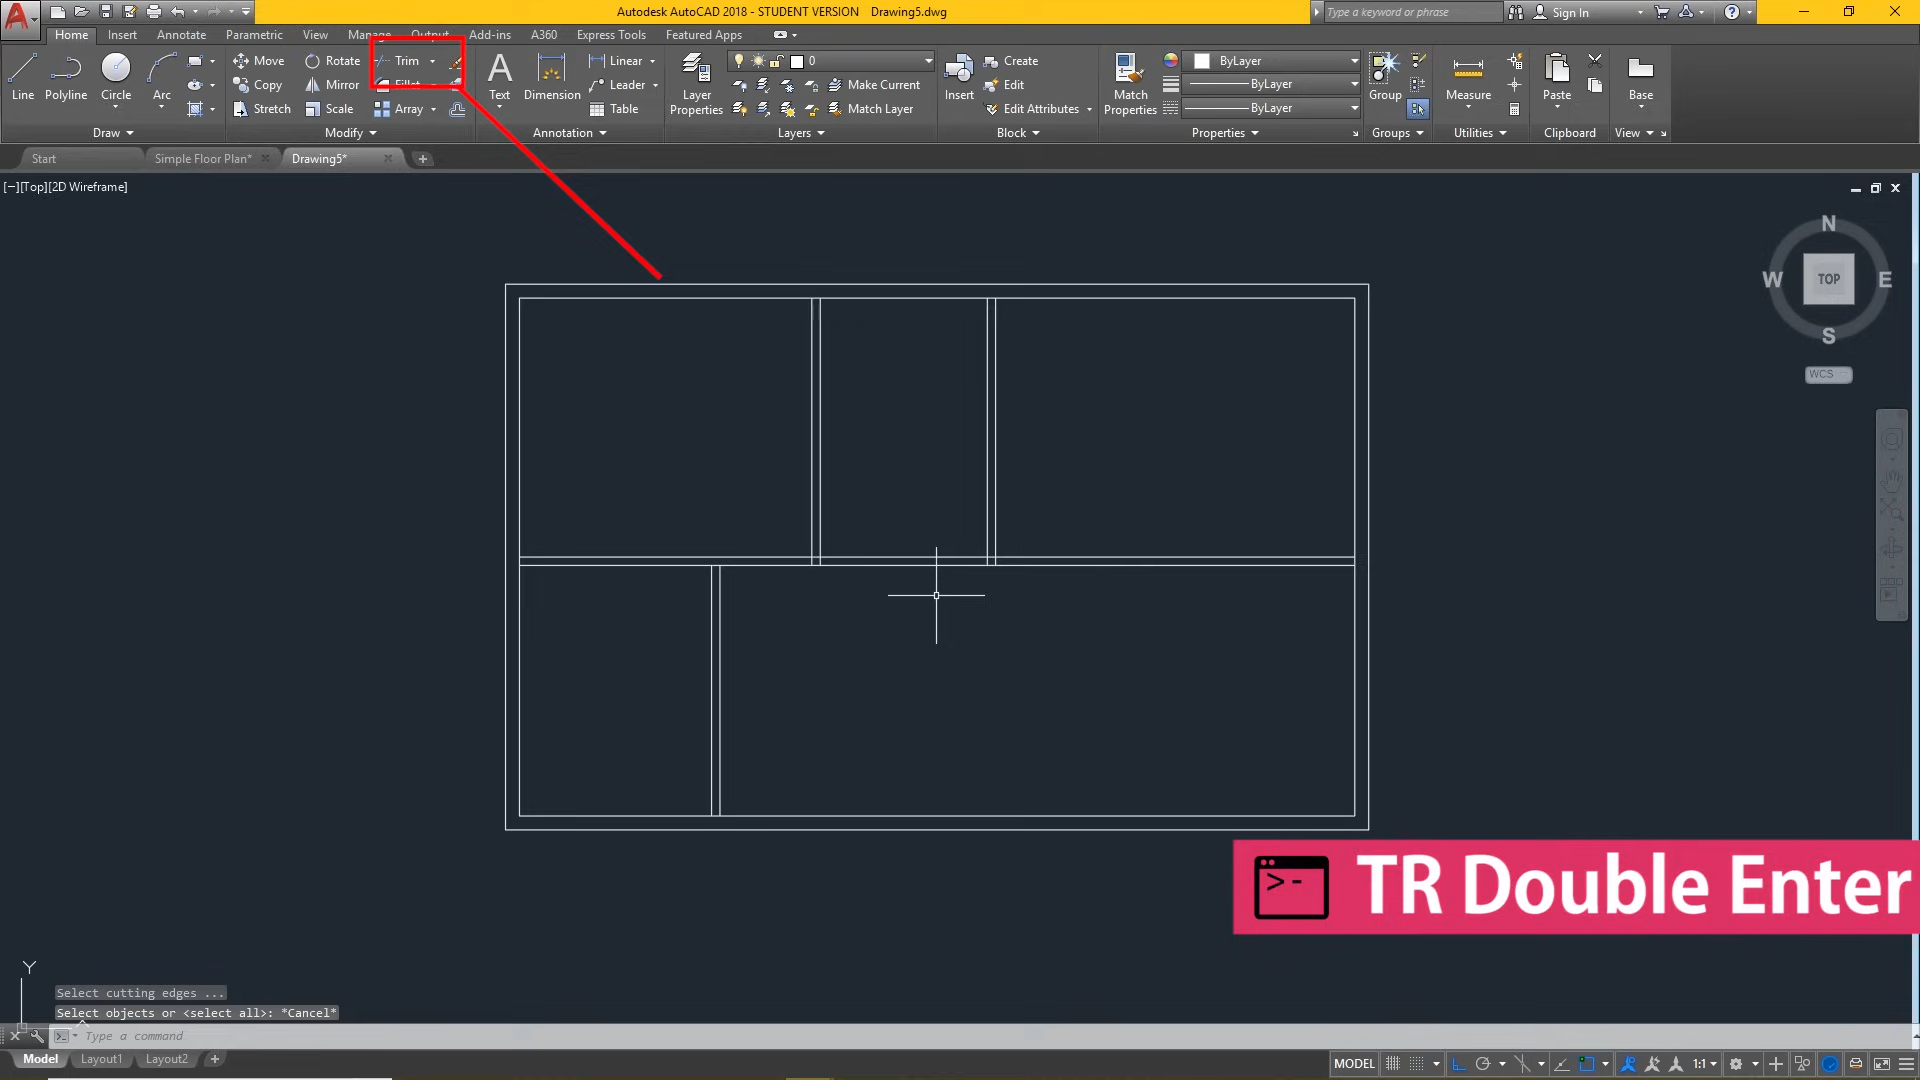 Autodesk AutoCAD 2018 - STUDENT VERSION Drawing5.dwg
Type a keyword or phrase
Sign In
Home Insert Annotate Parametric View Manage Output Add-ins A360 Express Tools Featured Apps
Line Polyline Circle Arc
Move Rotate Trim
Copy Mirror Fillet
Stretch Scale Array
Text Dimension
Linear
Leader
Table
Layer Properties
0
Make Current
Match Layer
Insert
Create
Edit
Edit Attributes
Match Properties
ByLayer
ByLayer
ByLayer
Group Measure Paste Base
Draw Modify Annotation Layers Block Properties Groups Utilities Clipboard View
Start Simple Floor Plan* Drawing5*
[−][Top][2D Wireframe]
N
W TOP E
S
WCS
>- TR Double Enter
Y
Select cutting edges ...
Select objects or <select all>: *Cancel*
Type a command
Model Layout1 Layout2
MODEL 1:1